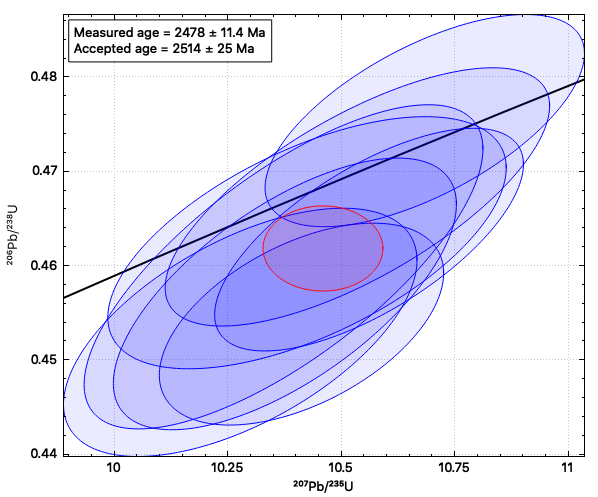 Measured age = 2478 ± 11.4 Ma
Accepted age = 2514 ± 25 Ma
0.48
0.47
0.46
0.45
0.44
²⁰⁶Pb/²³⁸U
10
10.25
10.5
10.75
11
²⁰⁷Pb/²³⁵U